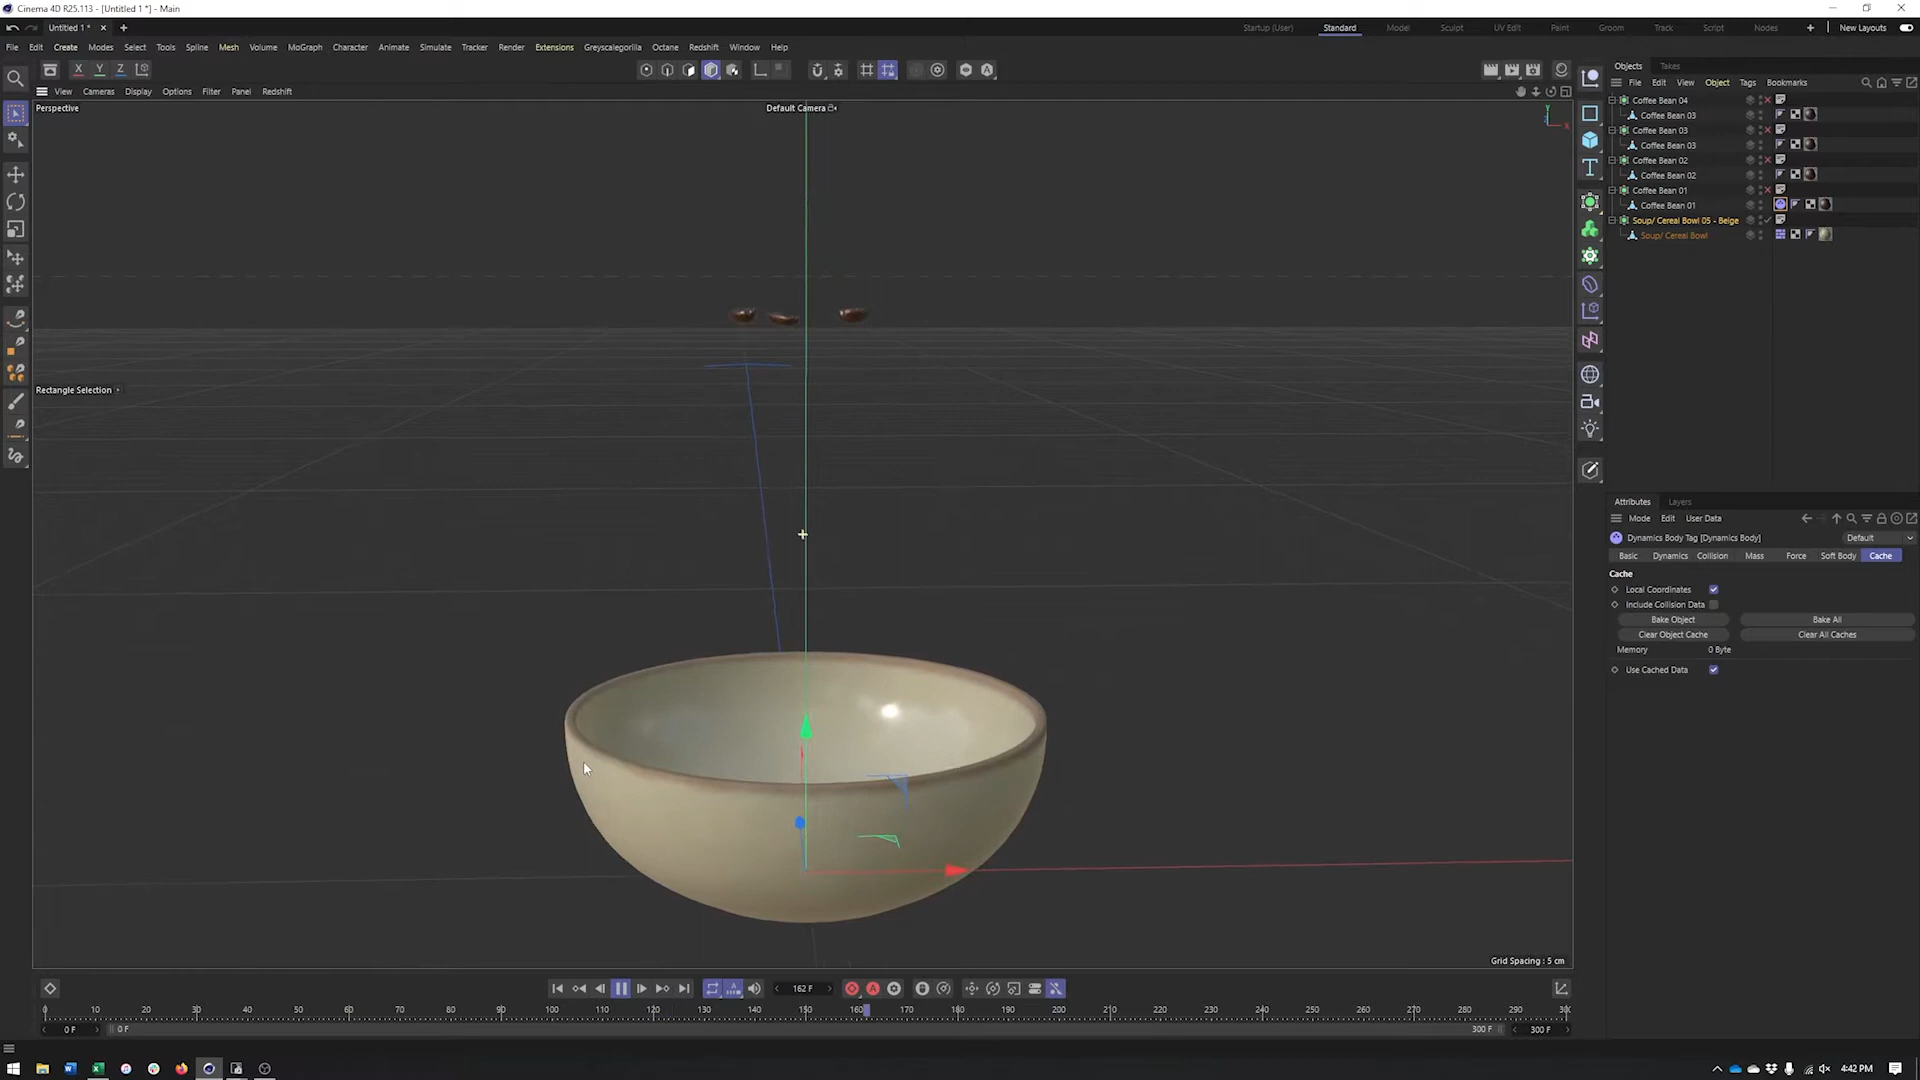 Cinema 4D R25.113 - [Untitled 1 *] - Main
Untitled 1 *
Startup (User) Standard Model Sculpt UV Edit Paint Groom Track Script Nodes New Layouts
File Edit Create Modes Select Tools Spline Mesh Volume MoGraph Character Animate Simulate Tracker Render Extensions Greyscalegorilla Octane Redshift Window Help
X Y Z
View Cameras Display Options Filter Panel Redshift
Perspective
Default Camera
Y
X
Rectangle Selection
Grid Spacing : 5 cm
Objects Takes
File Edit View Object Tags Bookmarks
Coffee Bean 04
Coffee Bean 03
Coffee Bean 03
Coffee Bean 03
Coffee Bean 02
Coffee Bean 02
Coffee Bean 01
Coffee Bean 01
Soup/ Cereal Bowl 05 - Beige
Soup/ Cereal Bowl
Attributes Layers
Mode Edit User Data
Dynamics Body Tag [Dynamics Body]
Default
Basic Dynamics Collision Mass Force Soft Body Cache
Cache
Local Coordinates
Include Collision Data
Bake Object Bake All
Clear Object Cache Clear All Caches
Memory 0 Byte
Use Cached Data
162 F
0 10 20 30 40 50 60 70 80 90 100 110 120 130 140 150 160 170 180 190 200 210 220 230 240 250 260 270 280 290
0 F 0 F 300 F 300 F
4:42 PM